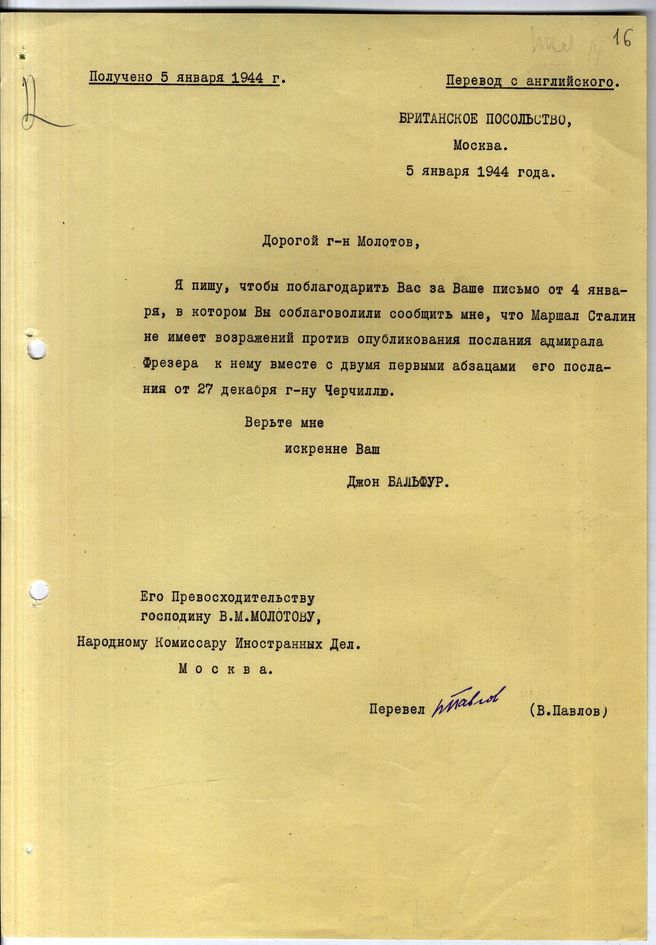 16
Получено 5 января 1944 г.
Перевод с английского.
БРИТАНСКОЕ ПОСОЛЬСТВО,
Москва.
5 января 1944 года.
Дорогой г-н Молотов,
Я пишу, чтобы поблагодарить Вас за Ваше письмо от 4 янва-
ря, в котором Вы соблаговолили сообщить мне, что Маршал Сталин
не имеет возражений против опубликования послания адмирала
Фрезера к нему вместе с двумя первыми абзацами его посла-
ния от 27 декабря г-ну Черчиллю.
Верьте мне
искренне Ваш
Джон БАЛЬФУР.
Его Превосходительству
господину В.М.МОЛОТОВУ,
Народному Комиссару Иностранных Дел.
М о с к в а.
Перевел Павлов (В.Павлов)